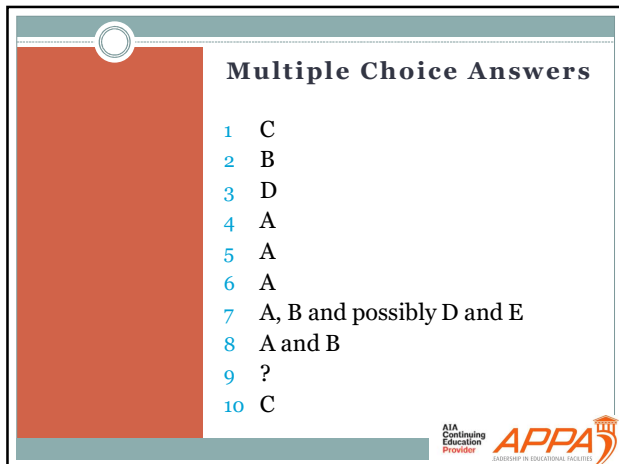 Multiple Choice Answers
1 C
2 B
3 D
4 A
5 A
6 A
7 A, B and possibly D and E
8 A and B
9 ?
10 C
AIA
Continuing
Education
Provider
APPA
LEADERSHIP IN EDUCATIONAL FACILITIES